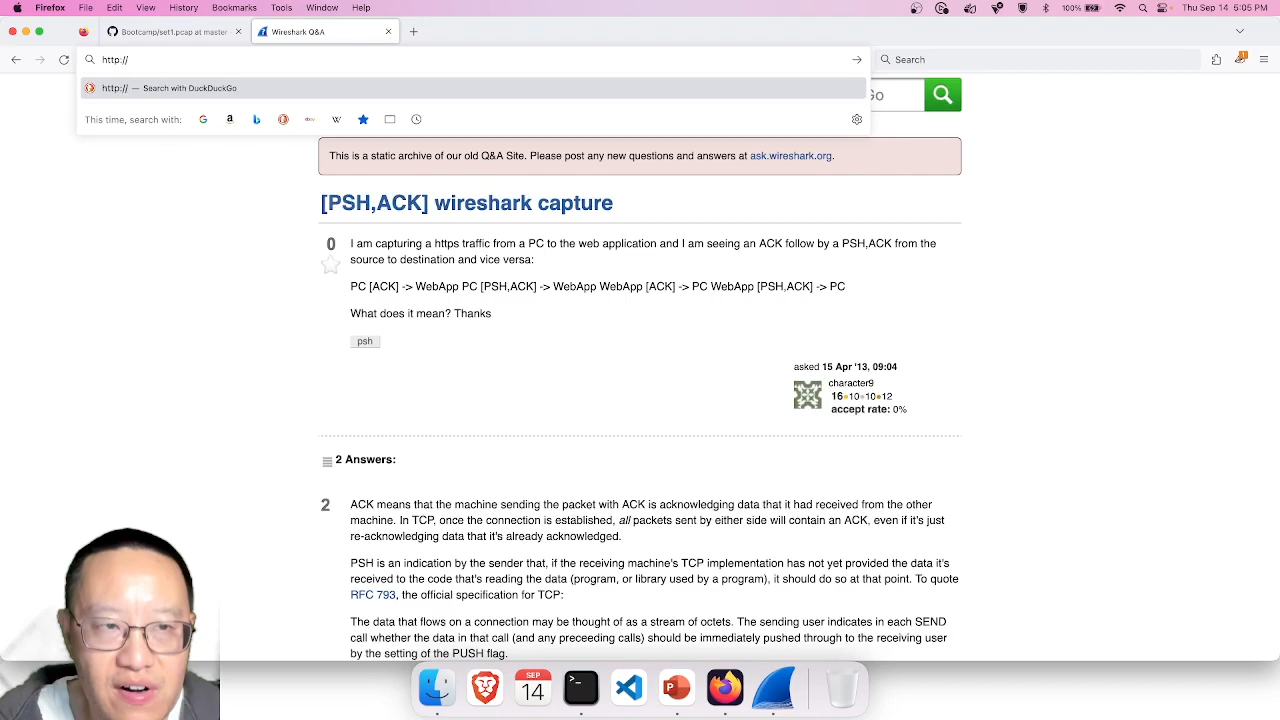 Firefox File Edit View History Bookmarks Tools Window Help 100% Thu Sep 14 5:05 PM
Bootcamp/set1.pcap at master Wireshark Q&A
http:// Search
http:// — Search with DuckDuckGo
Go
This time, search with:
This is a static archive of our old Q&A Site. Please post any new questions and answers at ask.wireshark.org.
[PSH,ACK] wireshark capture
0 I am capturing a https traffic from a PC to the web application and I am seeing an ACK follow by a PSH,ACK from the
source to destination and vice versa:
PC [ACK] -> WebApp PC [PSH,ACK] -> WebApp WebApp [ACK] -> PC WebApp [PSH,ACK] -> PC
What does it mean? Thanks
psh
asked 15 Apr '13, 09:04
character9
16●10●10●12
accept rate: 0%
2 Answers:
2 ACK means that the machine sending the packet with ACK is acknowledging data that it had received from the other
machine. In TCP, once the connection is established, all packets sent by either side will contain an ACK, even if it's just
re-acknowledging data that it's already acknowledged.
PSH is an indication by the sender that, if the receiving machine's TCP implementation has not yet provided the data it's
received to the code that's reading the data (program, or library used by a program), it should do so at that point. To quote
RFC 793, the official specification for TCP:
The data that flows on a connection may be thought of as a stream of octets. The sending user indicates in each SEND
call whether the data in that call (and any preceeding calls) should be immediately pushed through to the receiving user
by the setting of the PUSH flag.
SEP
14